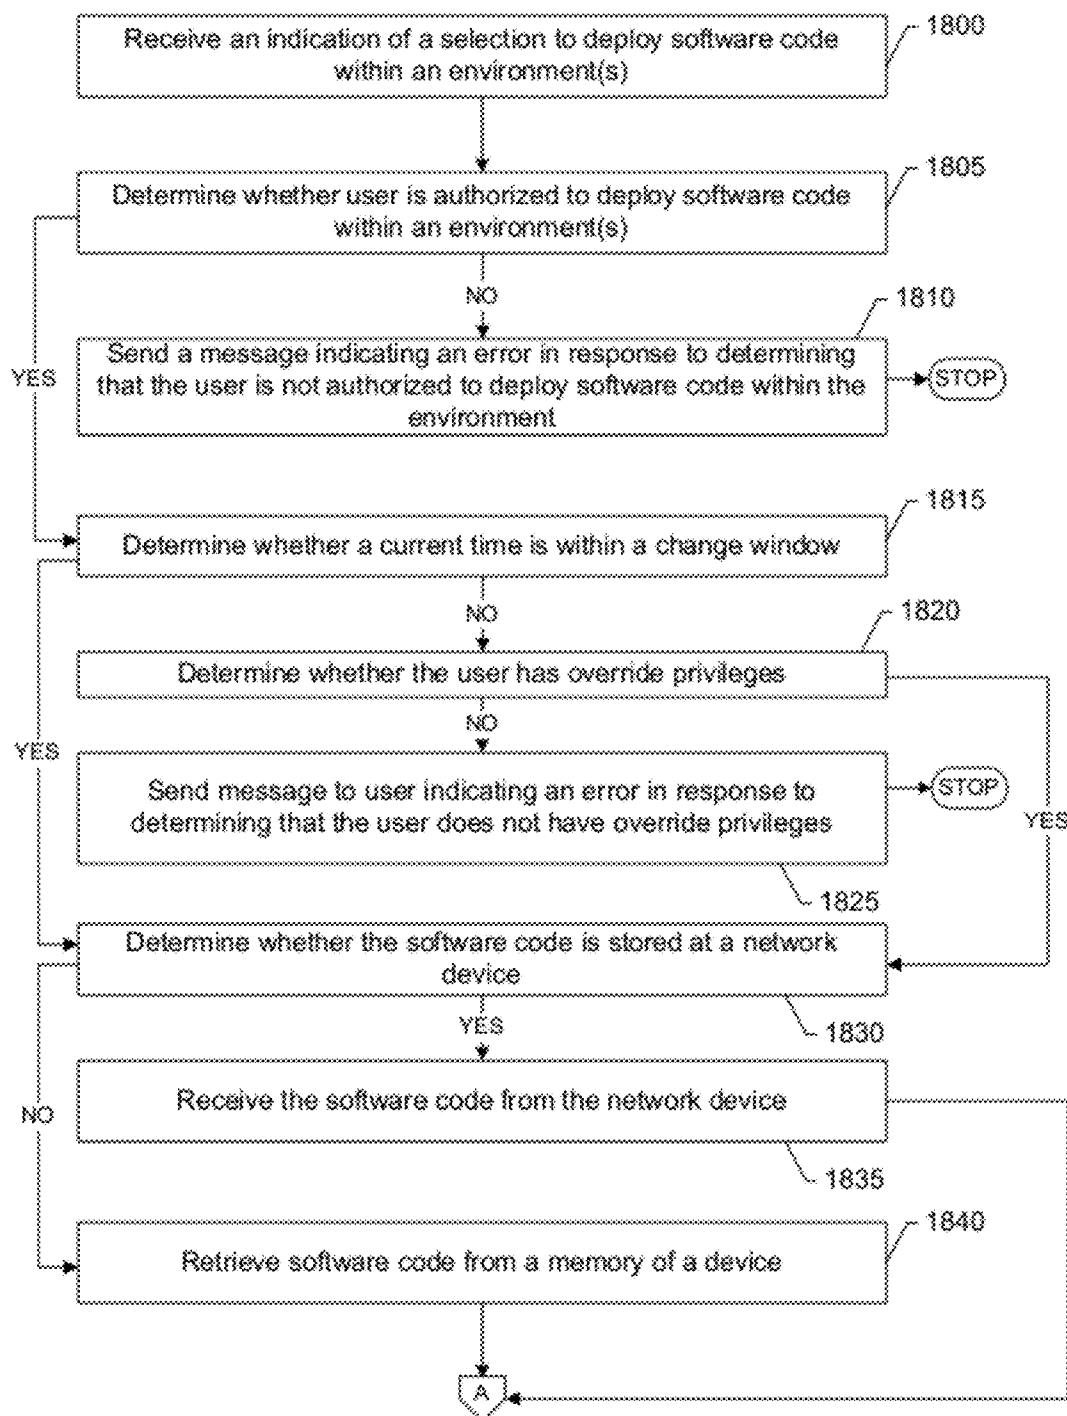 1800
Receive an indication of a selection to deploy software code
within an environment(s)
1805
Determine whether user is authorized to deploy software code
within an environment(s)
NO
1810
YES
Send a message indicating an error in response to determining
that the user is not authorized to deploy software code within the
environment
STOP
1815
Determine whether a current time is within a change window
NO
1820
Determine whether the user has override privileges
NO
YES
Send message to user indicating an error in response to
determining that the user does not have override privileges
STOP
YES
1825
Determine whether the software code is stored at a network
device
YES
1830
Receive the software code from the network device
NO
1835
1840
Retrieve software code from a memory of a device
A